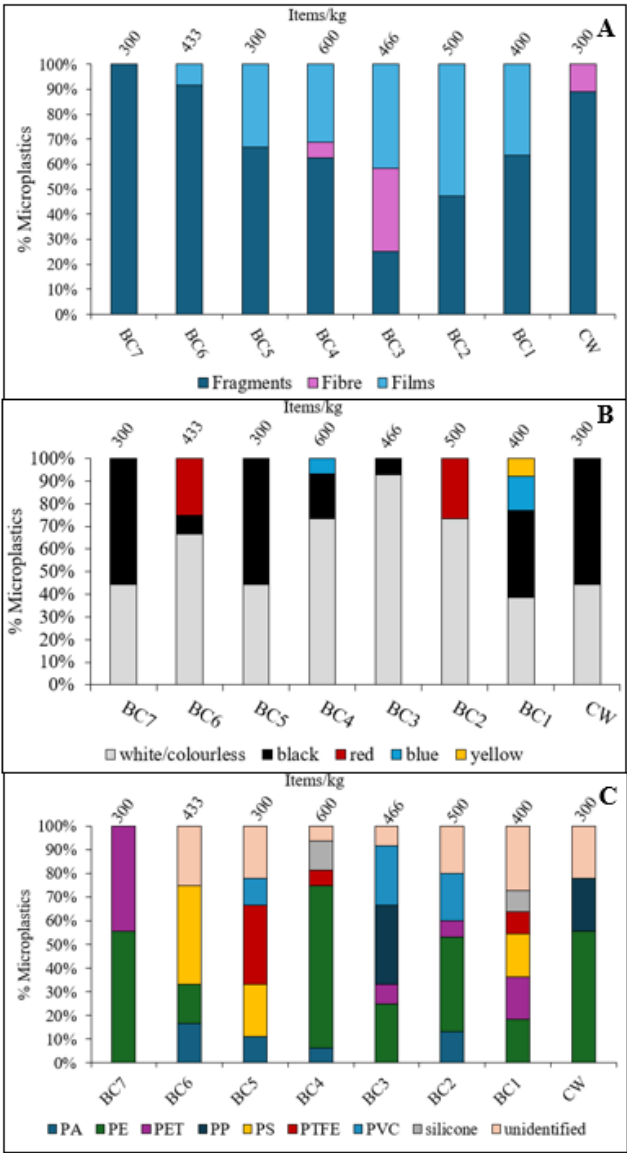 Items/kg
A
300 433 300 600 466 500 400 300
100%
90%
80%
70%
60%
50%
40%
30%
20%
10%
0%
% Microplastics
BC7 BC6 BC5 BC4 BC3 BC2 BC1 CW
Fragments Fibre Films
Items/kg
B
300 433 300 600 466 500 400 300
100%
90%
80%
70%
60%
50%
40%
30%
20%
10%
0%
% Microplastics
BC7 BC6 BC5 BC4 BC3 BC2 BC1 CW
white/colourless black red blue yellow
Items/kg
C
300 433 300 600 466 500 400 300
100%
90%
80%
70%
60%
50%
40%
30%
20%
10%
0%
% Microplastics
BC7 BC6 BC5 BC4 BC3 BC2 BC1 CW
PA PE PET PP PS PTFE PVC silicone unidentified